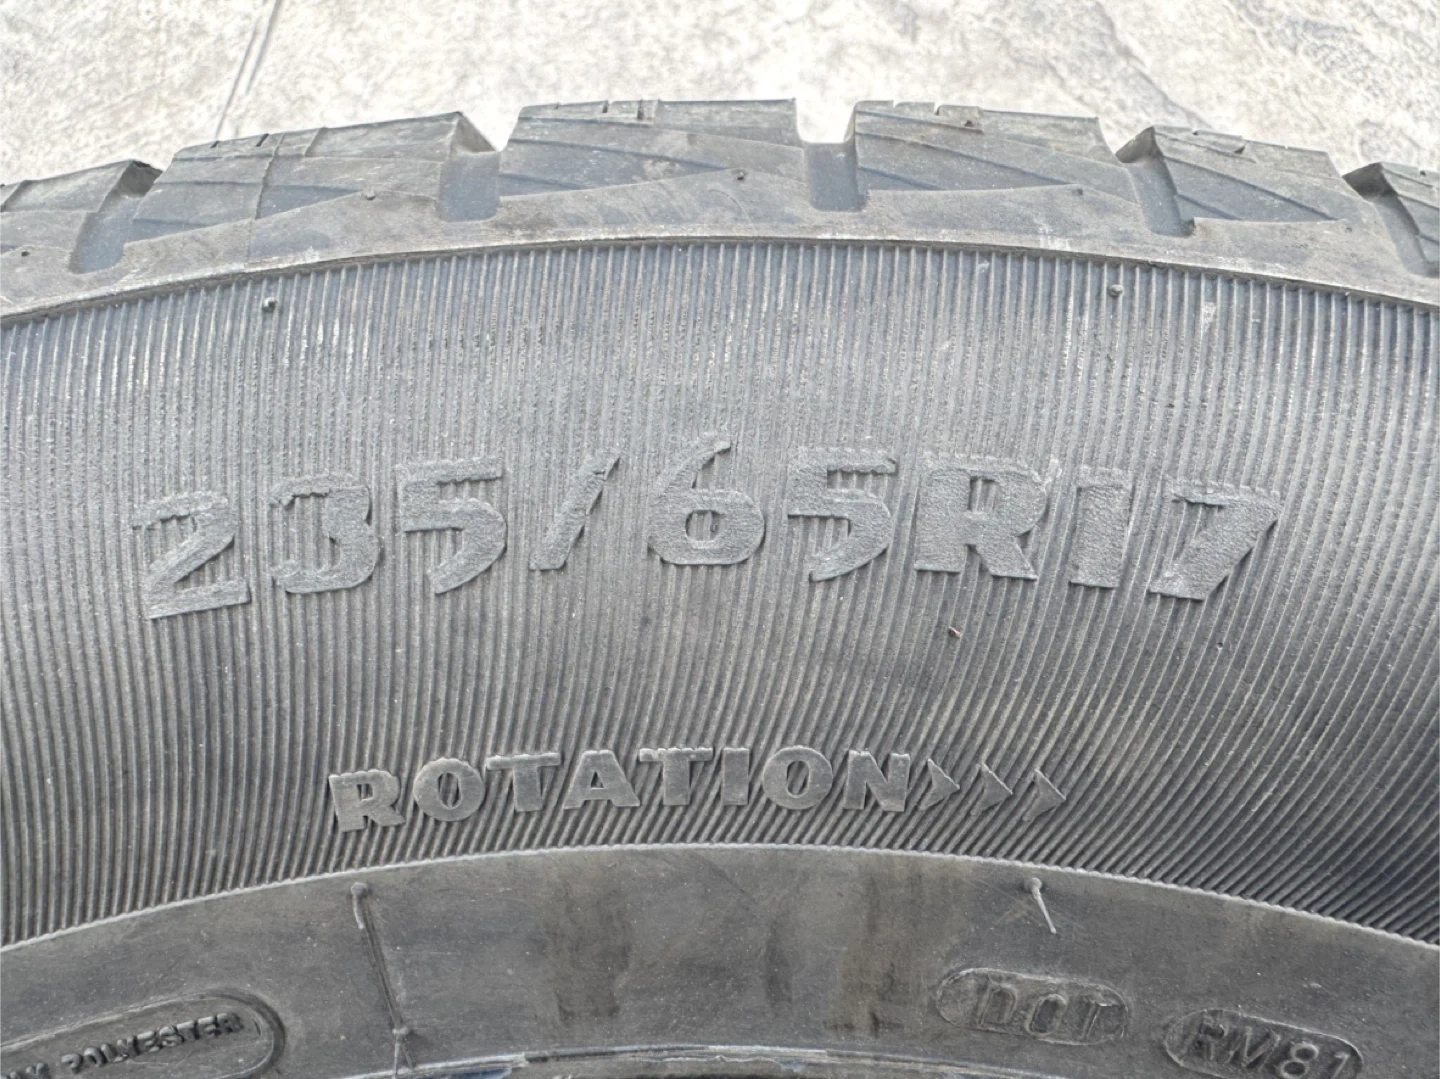 235/65R17
ROTATION>>>
POLYESTER
DOT
RM81